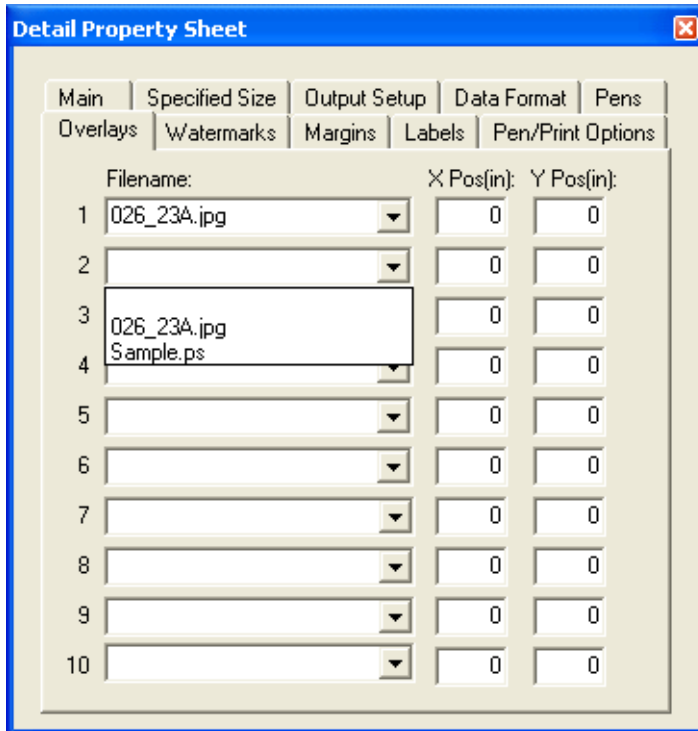 Detail Property Sheet
Main Specified Size Output Setup Data Format Pens
Overlays Watermarks Margins Labels Pen/Print Options
Filename: X Pos(in): Y Pos(in):
1 026_23A.jpg 0 0
2 0 0
3 026_23A.jpg 0 0
Sample.ps
4 0 0
5 0 0
6 0 0
7 0 0
8 0 0
9 0 0
10 0 0